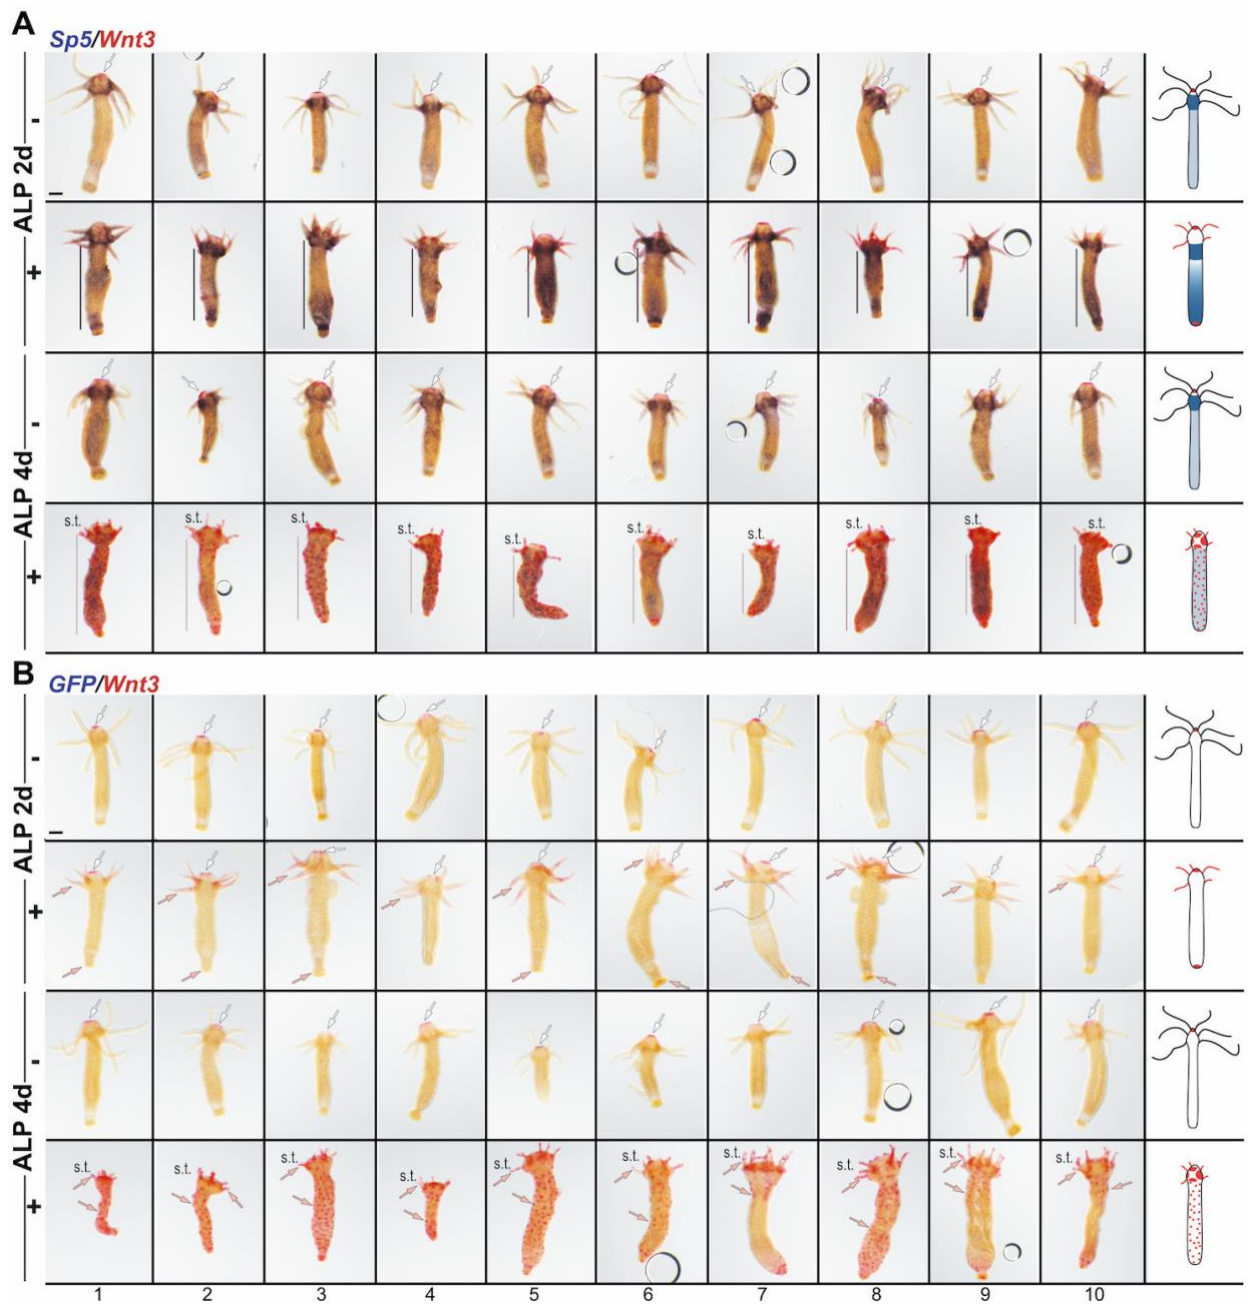 A
Sp5/Wnt3
ALP 2d
-
+
ALP 4d
-
+
s.t. s.t. s.t. s.t. s.t. s.t. s.t. s.t. s.t. s.t.
B
GFP/Wnt3
ALP 2d
-
+
ALP 4d
-
+
s.t. s.t. s.t. s.t. s.t. s.t. s.t. s.t. s.t. s.t.
1 2 3 4 5 6 7 8 9 10